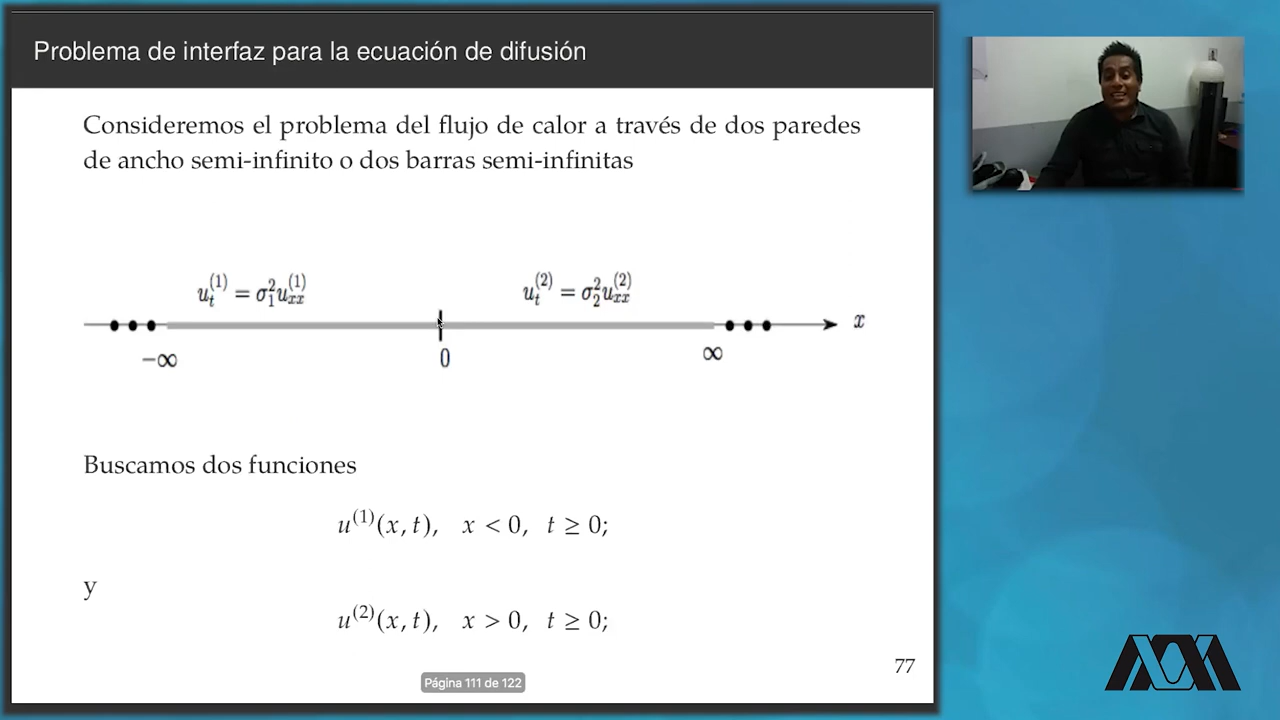 Problema de interfaz para la ecuación de difusión
Consideremos el problema del flujo de calor a través de dos paredes
de ancho semi-infinito o dos barras semi-infinitas
u_t^{(1)} = σ_1^2 u_{xx}^{(1)}
u_t^{(2)} = σ_2^2 u_{xx}^{(2)}
x
−∞
0
∞
Buscamos dos funciones
u^{(1)}(x, t), x < 0, t ≥ 0;
y
u^{(2)}(x, t), x > 0, t ≥ 0;
77
Página 111 de 122